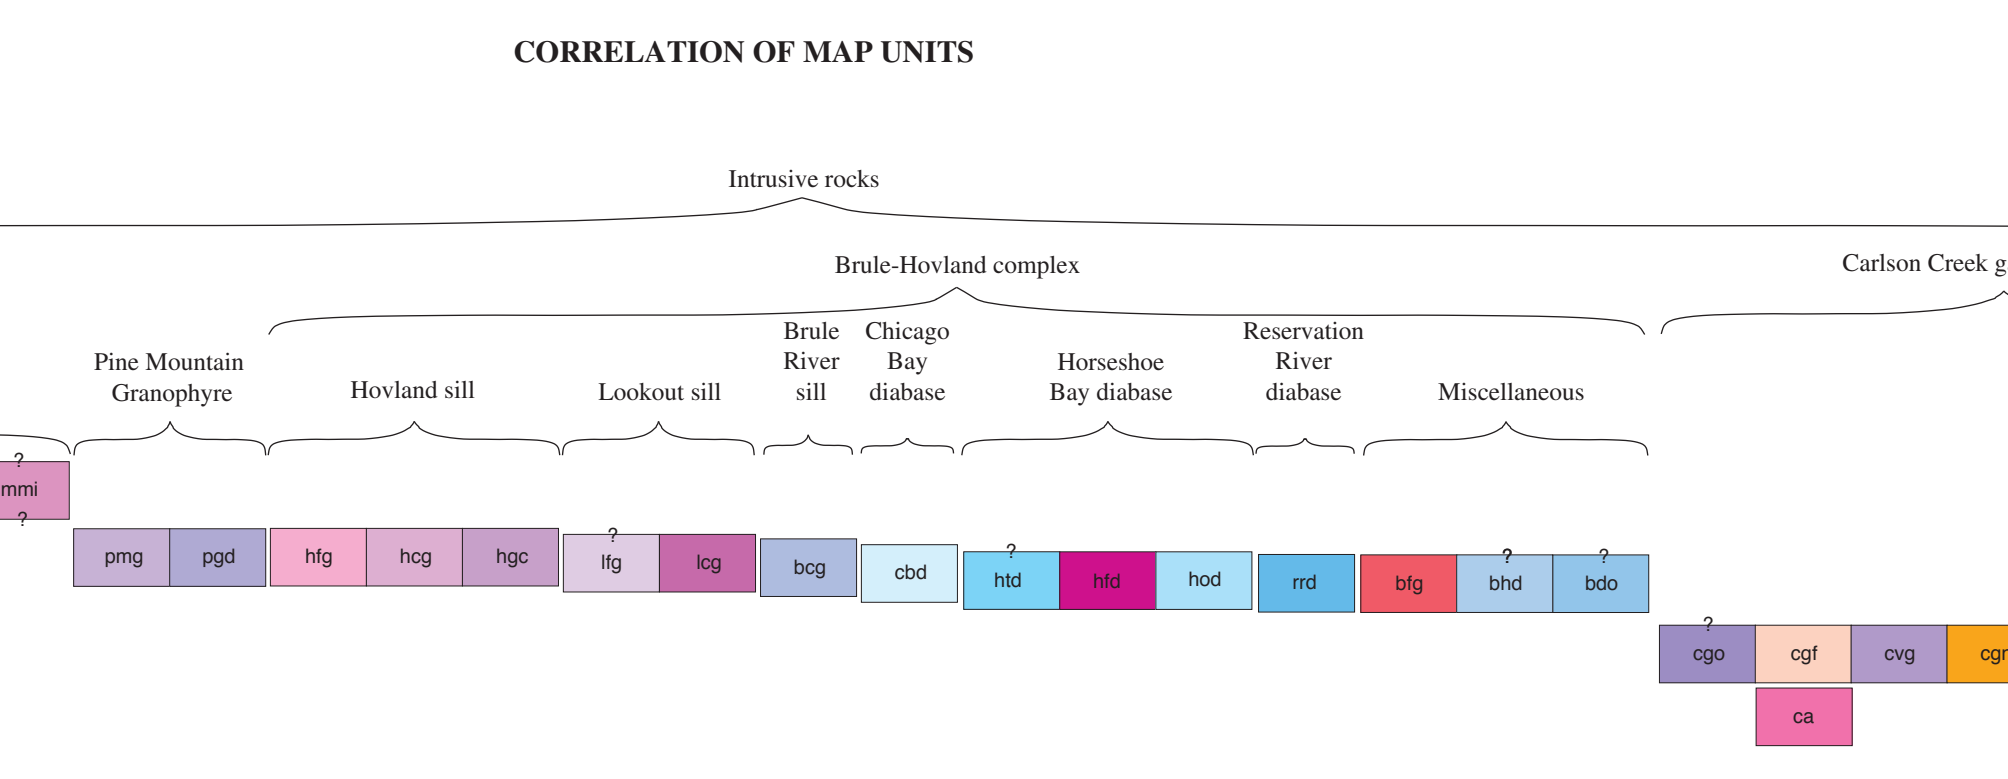 CORRELATION OF MAP UNITS
Intrusive rocks
Brule-Hovland complex
Carlson Creek g
Pine Mountain
Granophyre
Hovland sill
Lookout sill
Brule
River
sill
Chicago
Bay
diabase
Horseshoe
Bay diabase
Reservation
River
diabase
Miscellaneous
?
mmi
?
pmg
pgd
hfg
hcg
hgc
?
lfg
lcg
bcg
cbd
?
htd
hfd
hod
rrd
bfg
?
bhd
?
bdo
?
cgo
cgf
cvg
ca